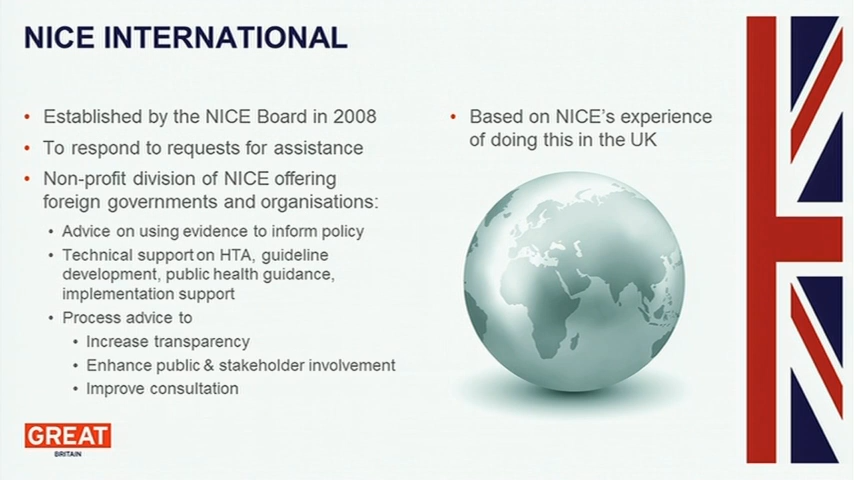 NICE INTERNATIONAL
• Established by the NICE Board in 2008
• To respond to requests for assistance
• Non-profit division of NICE offering
foreign governments and organisations:
• Advice on using evidence to inform policy
• Technical support on HTA, guideline
development, public health guidance,
implementation support
• Process advice to
• Increase transparency
• Enhance public & stakeholder involvement
• Improve consultation
• Based on NICE's experience
of doing this in the UK
GREAT
BRITAIN